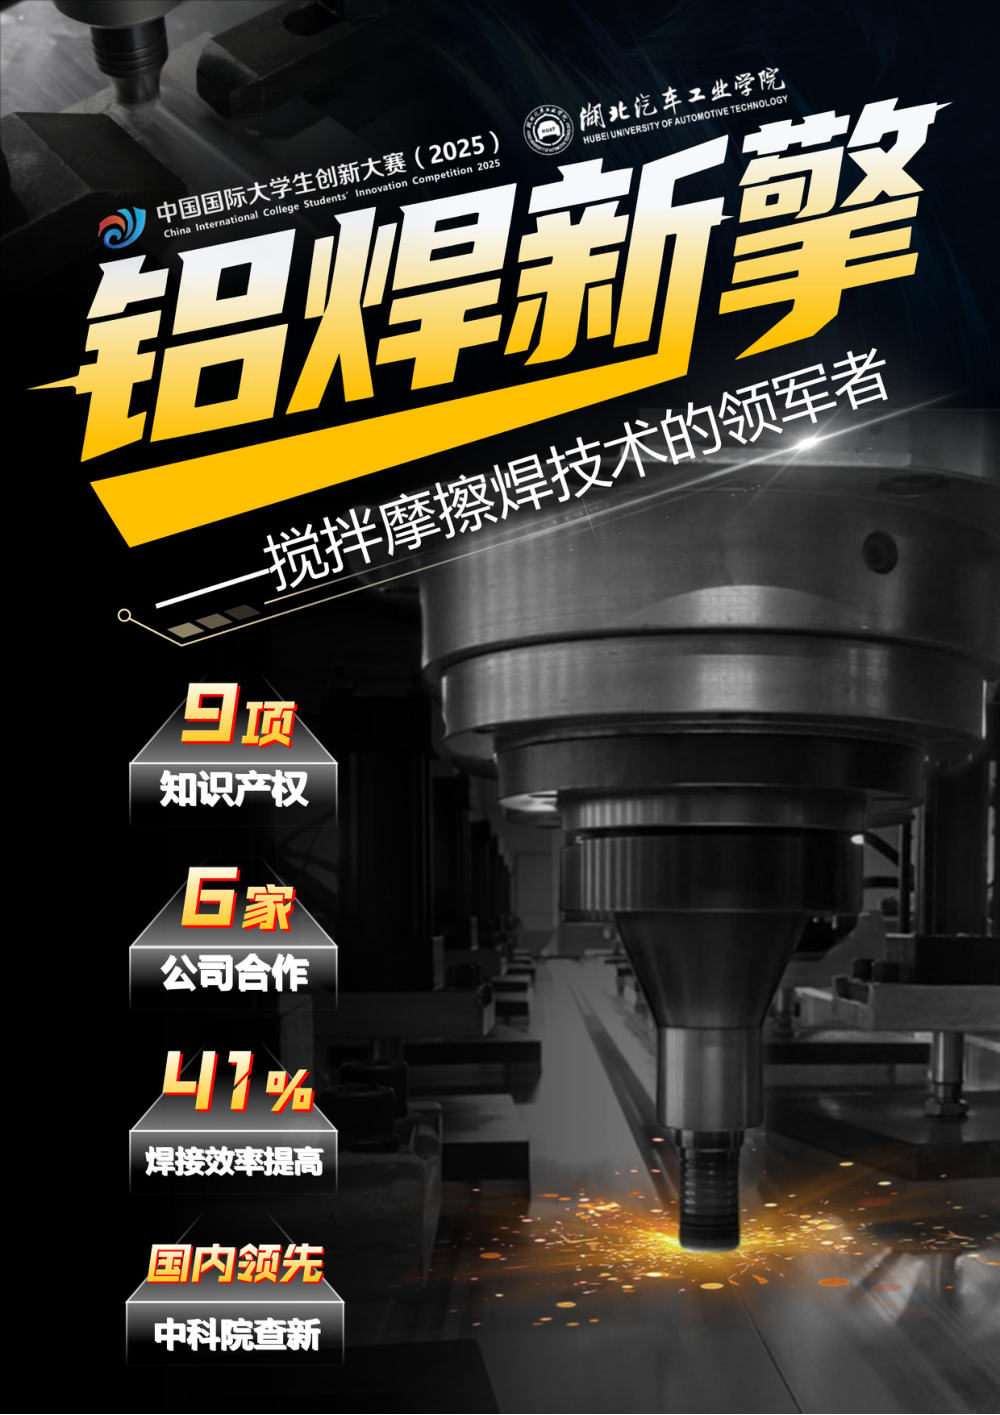 中国国际大学生创新大赛（2025）
China International College Students' Innovation Competition 2025
湖北汽车工业学院
HUBEI UNIVERSITY OF AUTOMOTIVE TECHNOLOGY
铝焊新擎
——搅拌摩擦焊技术的领军者
9项
知识产权
6家
公司合作
41%
焊接效率提高
国内领先
中科院查新